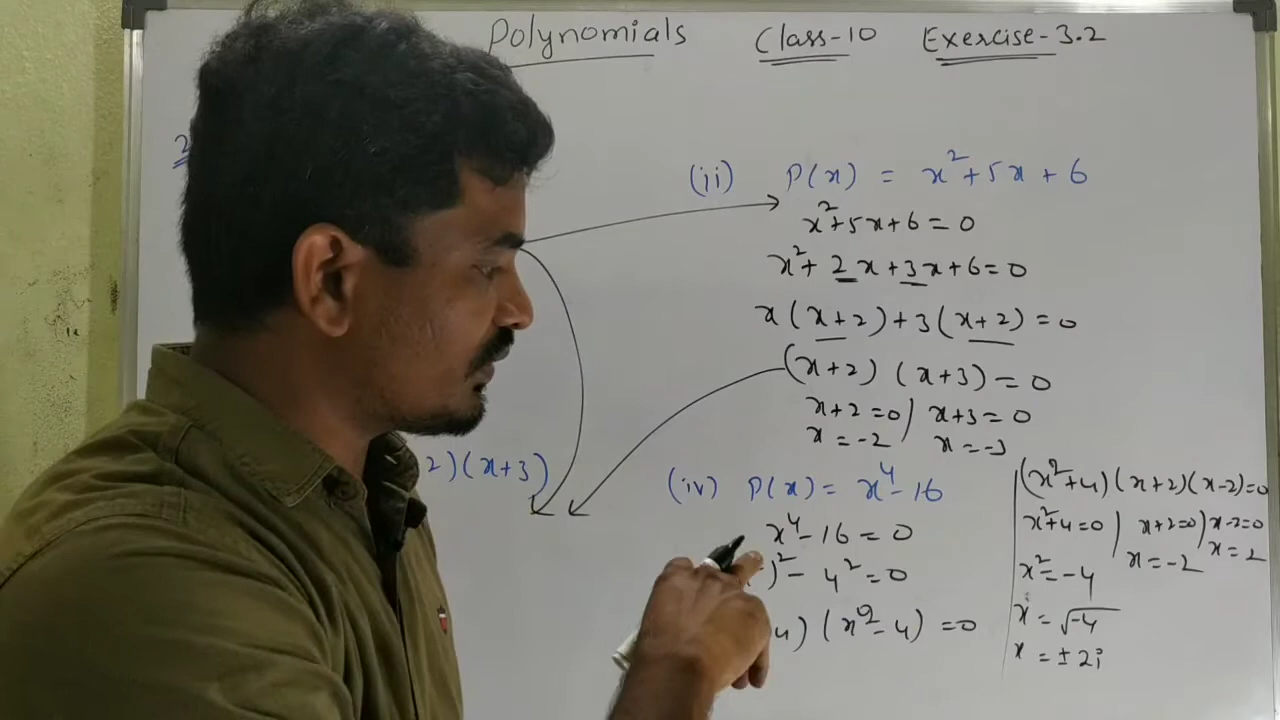 Polynomials Class-10 Exercise-3.2
2
(ii) P(x) = x²+5x+6
x²+5x+6=0
x²+2x+3x+6=0
x(x+2)+3(x+2)=0
(x+2) (x+3)=0
x+2=0/ x+3=0
x=-2 / x=-3
2)(x+3)
(iv) P(x) = x⁴-16
x⁴-16=0
)²-4²=0
4)(x²-4)=0
(x²+4)(x+2)(x-2)=0
x²+4=0) x+2=0/ x-2=0
x²=-4 x=-2 x=2
x=√-4
x=±2i